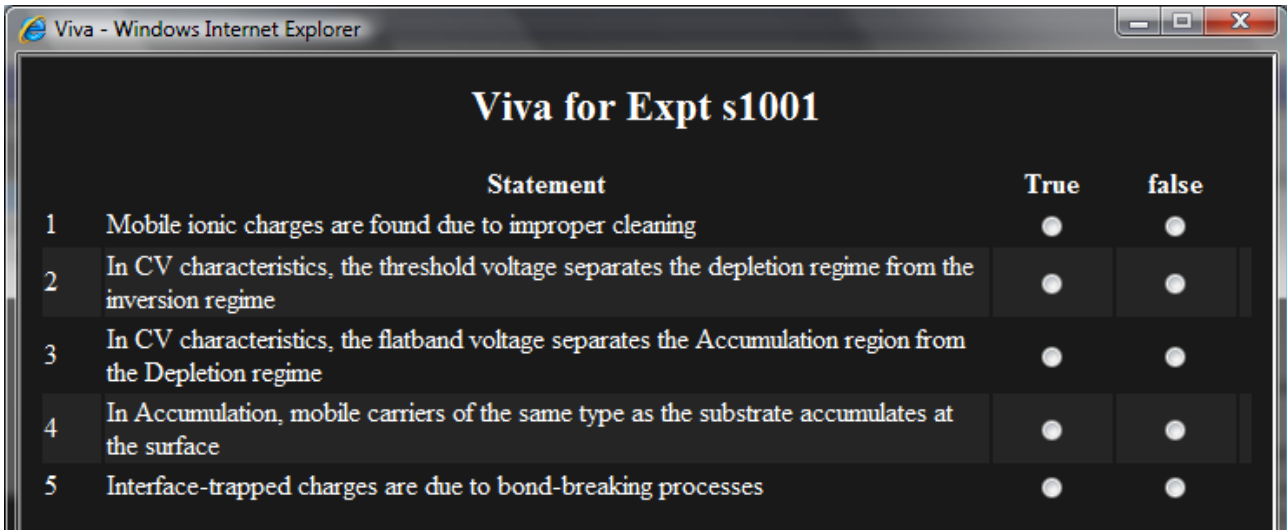 Viva - Windows Internet Explorer
Viva for Expt s1001
Statement True false
1 Mobile ionic charges are found due to improper cleaning
2 In CV characteristics, the threshold voltage separates the depletion regime from the
inversion regime
3 In CV characteristics, the flatband voltage separates the Accumulation region from
the Depletion regime
4 In Accumulation, mobile carriers of the same type as the substrate accumulates at
the surface
5 Interface-trapped charges are due to bond-breaking processes